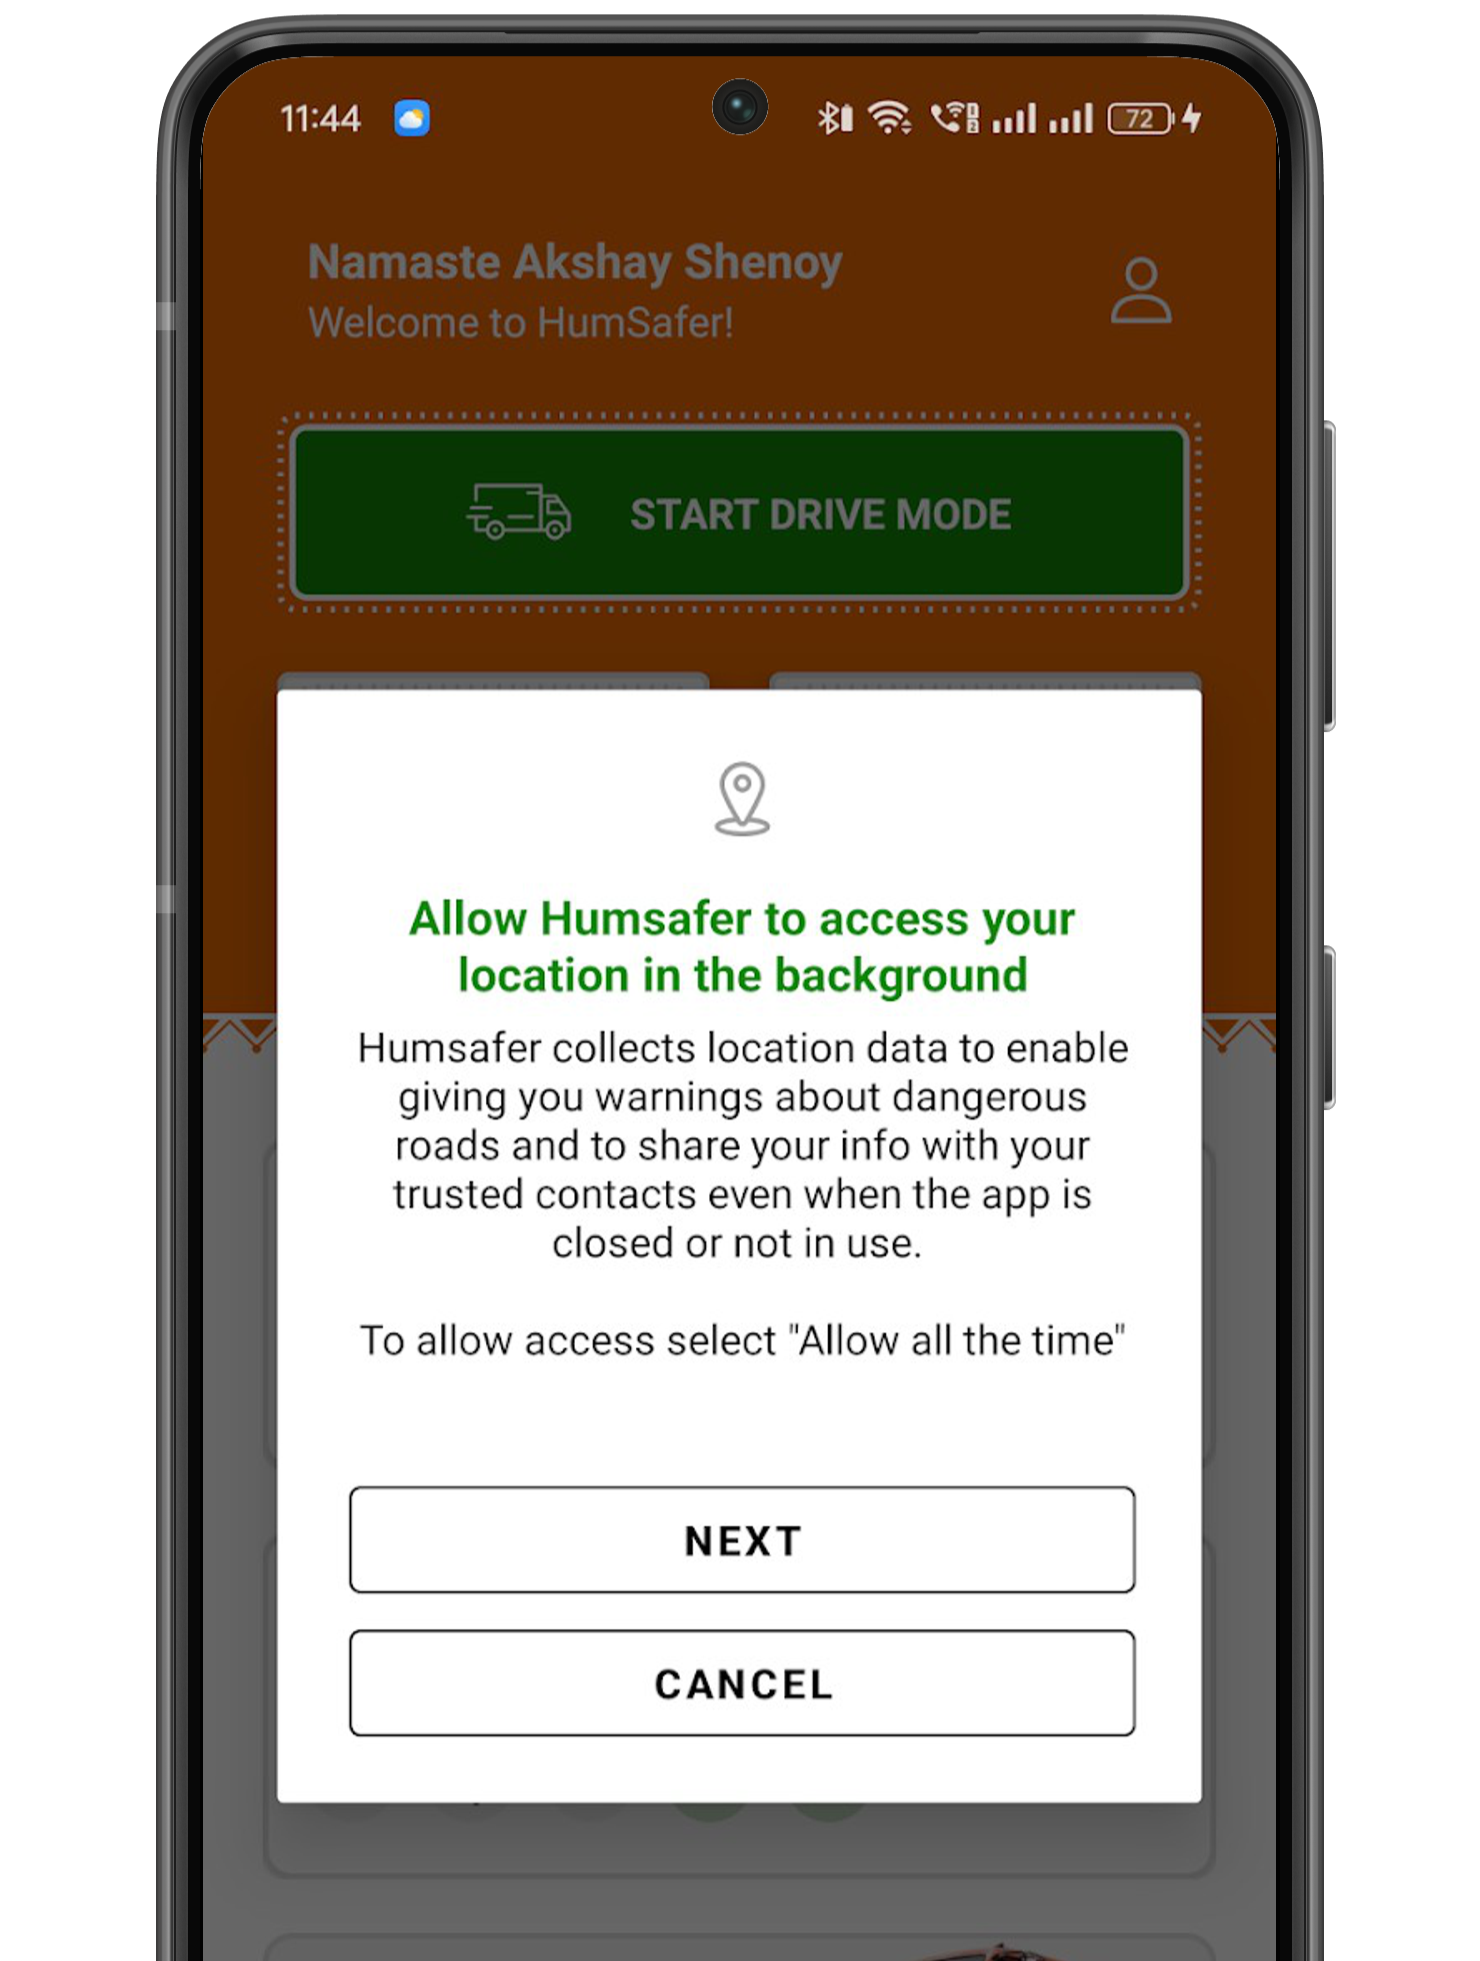 11:44
72
Namaste Akshay Shenoy
Welcome to HumSafer!
START DRIVE MODE
Allow Humsafer to access your
location in the background
Humsafer collects location data to enable
giving you warnings about dangerous
roads and to share your info with your
trusted contacts even when the app is
closed or not in use.
To allow access select "Allow all the time"
NEXT
CANCEL